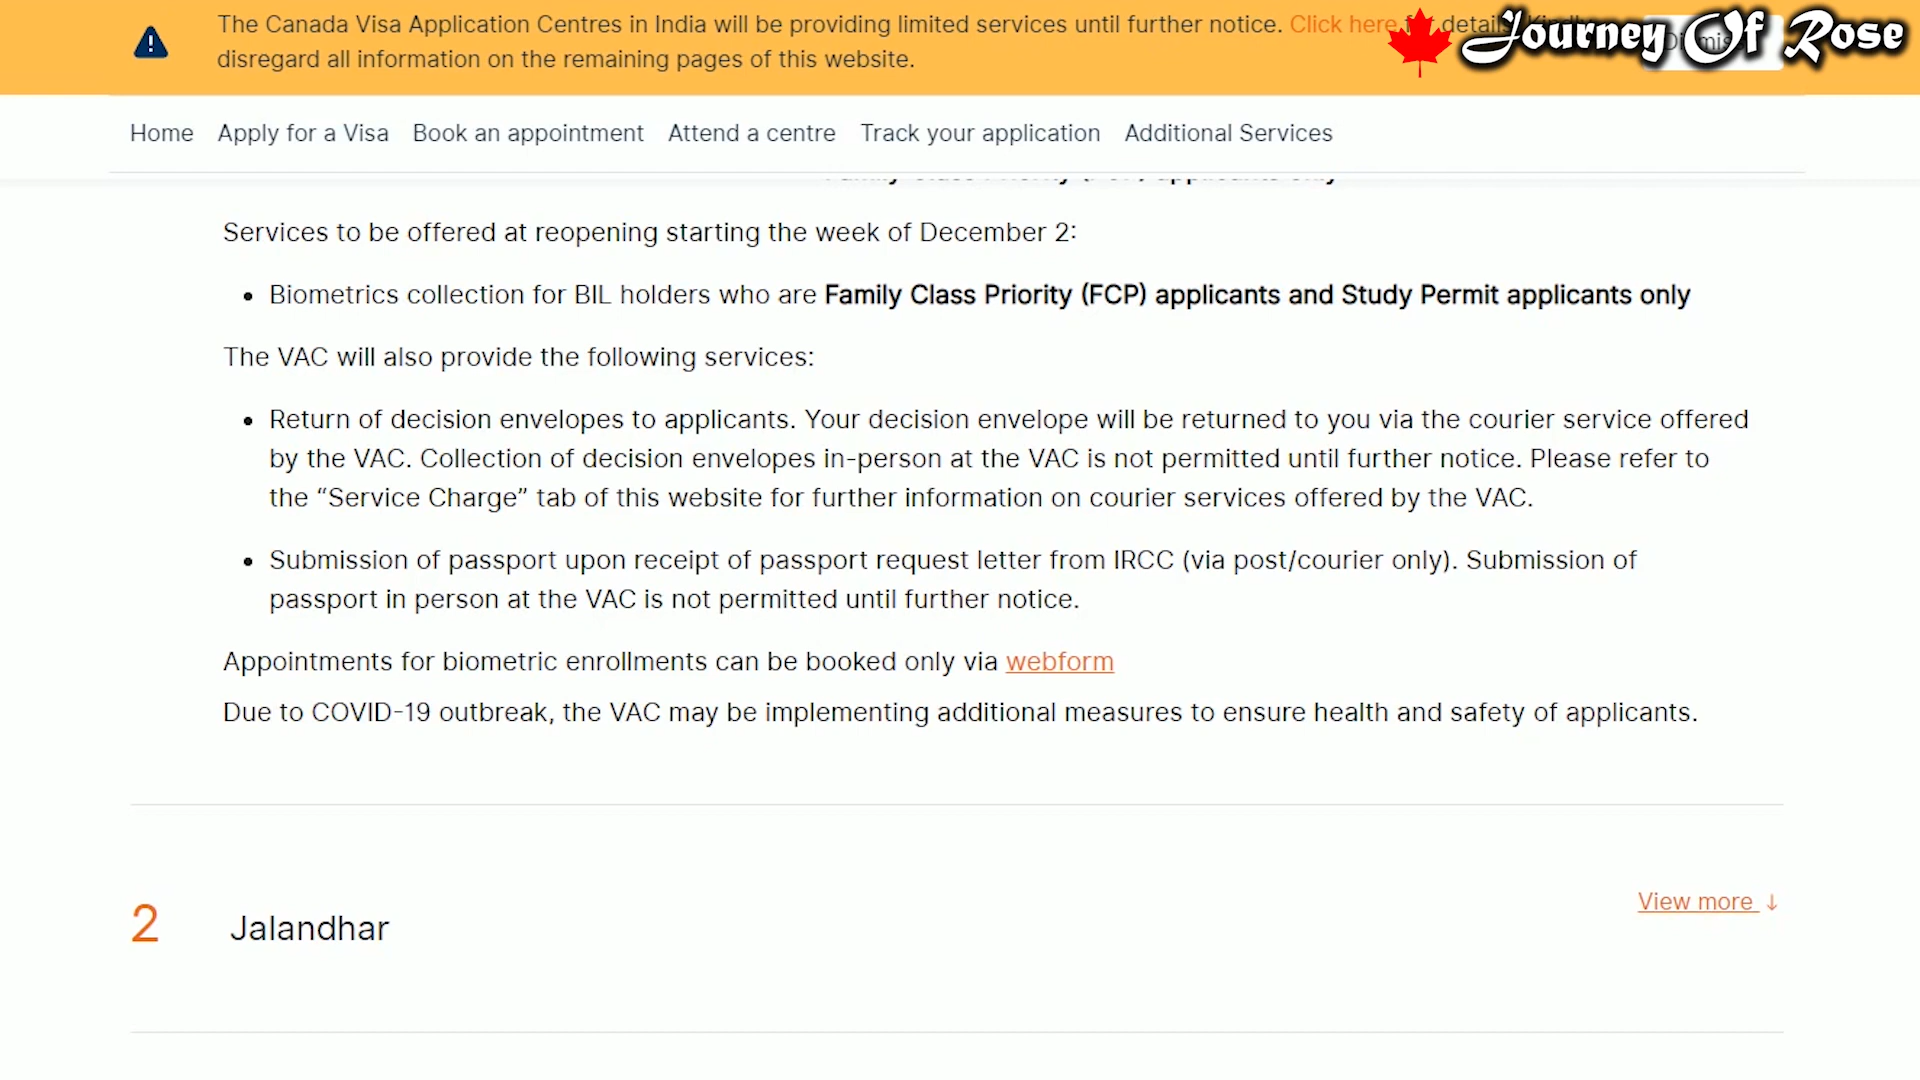 The Canada Visa Application Centres in India will be providing limited services until further notice. Click here for details. Kindly
disregard all information on the remaining pages of this website.
Journey Of Rose
Home Apply for a Visa Book an appointment Attend a centre Track your application Additional Services
Family Class Priority (FCP) applicants only
Services to be offered at reopening starting the week of December 2:
• Biometrics collection for BIL holders who are Family Class Priority (FCP) applicants and Study Permit applicants only
The VAC will also provide the following services:
• Return of decision envelopes to applicants. Your decision envelope will be returned to you via the courier service offered
by the VAC. Collection of decision envelopes in-person at the VAC is not permitted until further notice. Please refer to
the “Service Charge” tab of this website for further information on courier services offered by the VAC.
• Submission of passport upon receipt of passport request letter from IRCC (via post/courier only). Submission of
passport in person at the VAC is not permitted until further notice.
Appointments for biometric enrollments can be booked only via webform
Due to COVID-19 outbreak, the VAC may be implementing additional measures to ensure health and safety of applicants.
View more ↓
2 Jalandhar